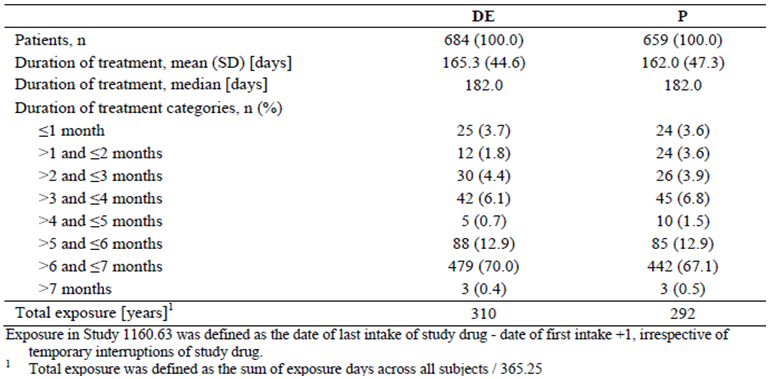 DE P
Patients, n 684 (100.0) 659 (100.0)
Duration of treatment, mean (SD) [days] 165.3 (44.6) 162.0 (47.3)
Duration of treatment, median [days] 182.0 182.0
Duration of treatment categories, n (%)
≤1 month 25 (3.7) 24 (3.6)
>1 and ≤2 months 12 (1.8) 24 (3.6)
>2 and ≤3 months 30 (4.4) 26 (3.9)
>3 and ≤4 months 42 (6.1) 45 (6.8)
>4 and ≤5 months 5 (0.7) 10 (1.5)
>5 and ≤6 months 88 (12.9) 85 (12.9)
>6 and ≤7 months 479 (70.0) 442 (67.1)
>7 months 3 (0.4) 3 (0.5)
Total exposure [years]1 310 292
Exposure in Study 1160.63 was defined as the date of last intake of study drug - date of first intake +1, irrespective of
temporary interruptions of study drug.
1 Total exposure was defined as the sum of exposure days across all subjects / 365.25